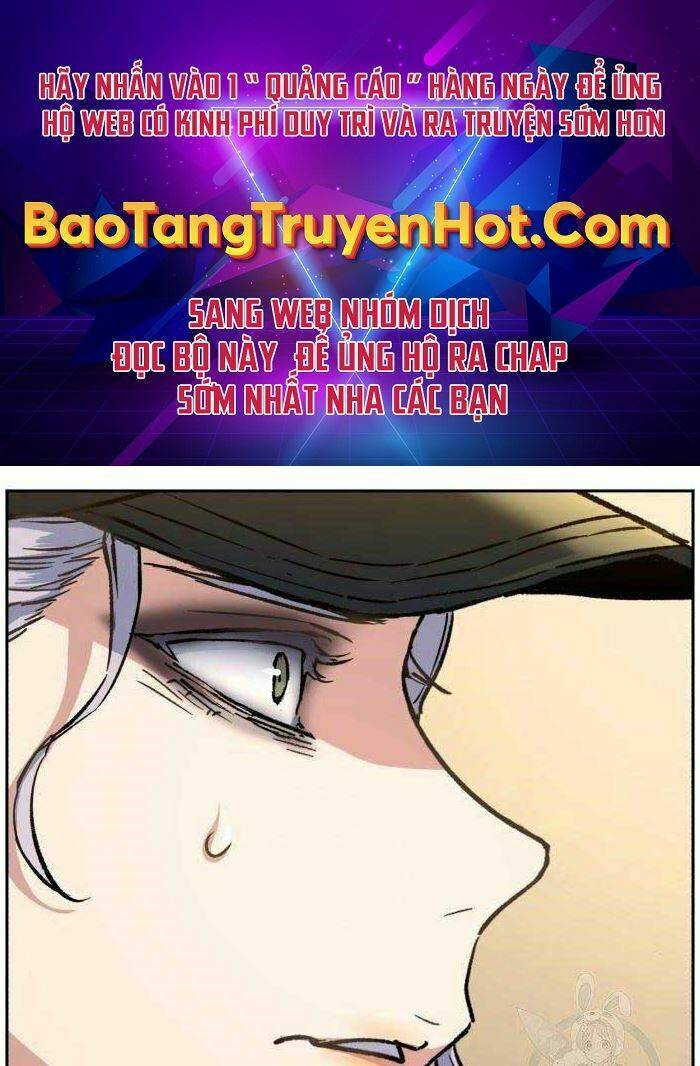 HÃY NHẤN VÀO 1 “ QUẢNG CÁO ” HÀNG NGÀY ĐỂ ỦNG
HỘ WEB CÓ KINH PHÍ DUY TRÌ VÀ RA TRUYỆN SỚM HƠN
BaoTangTruyenHot.Com
SANG WEB NHÓM DỊCH
ĐỌC BỘ NÀY ĐỂ ỦNG HỘ RA CHAP
SỚM NHẤT NHA CÁC BẠN